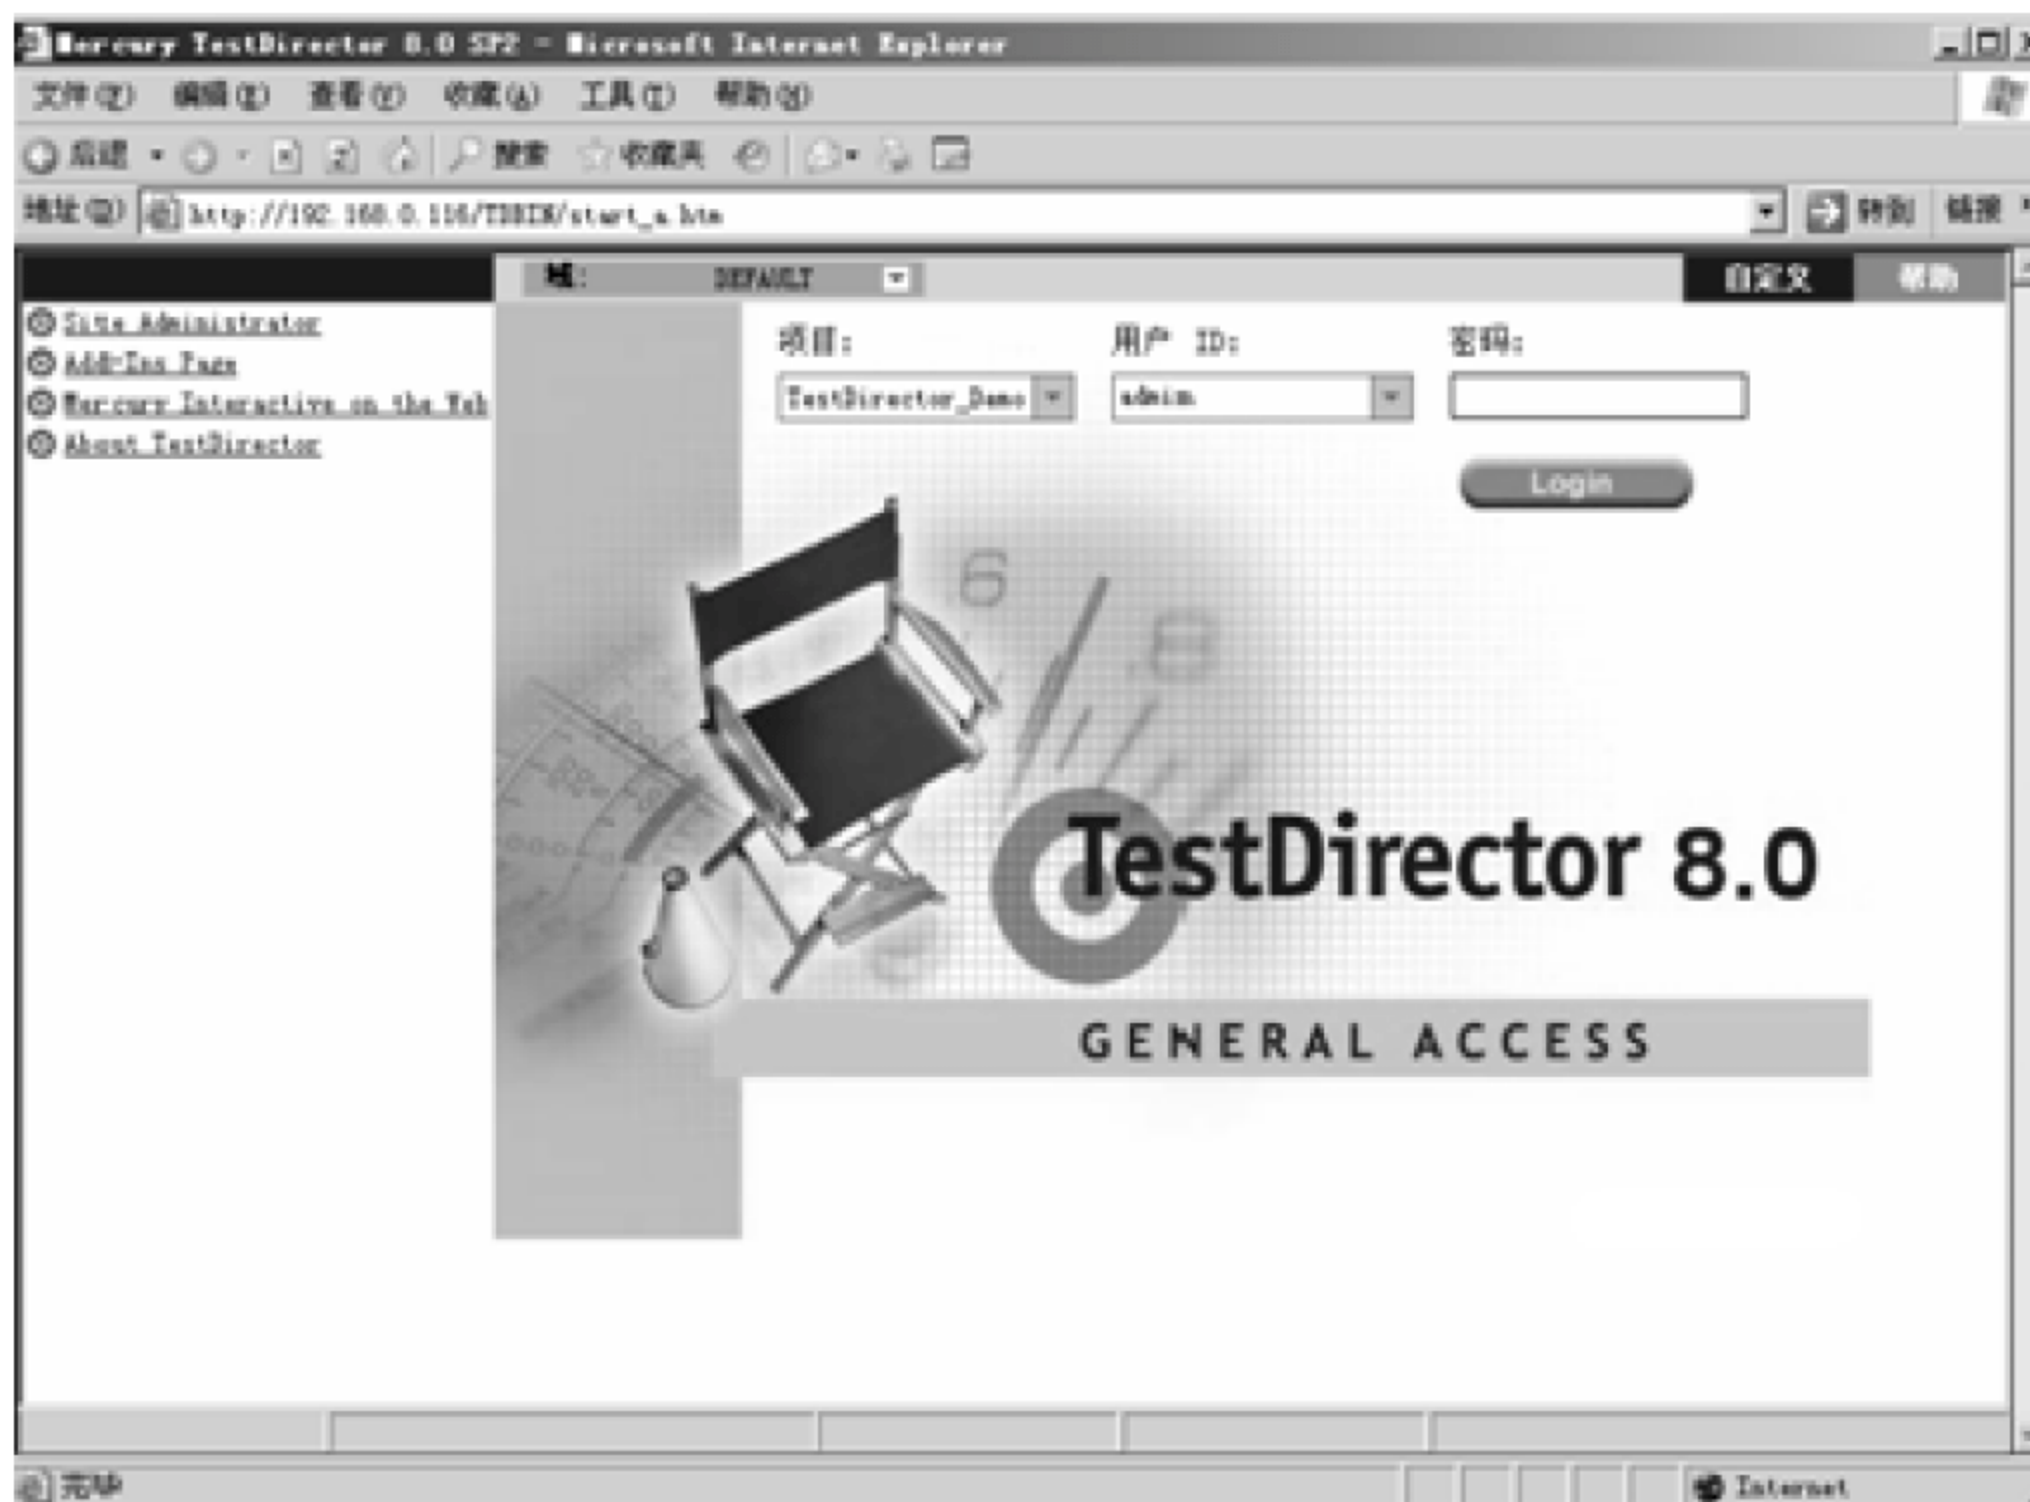 Mercury TestDirector 8.0 SP2 - Microsoft Internet Explorer
文件(F) 编辑(E) 查看(V) 收藏(A) 工具(T) 帮助(H)
后退 搜索 收藏夹
地址(D) http://192.168.0.116/TDBIN/start_a.htm 转到 链接
域: DEFAULT 自定义 帮助
Site Administrator
Add-Ins Page
Mercury Interactive on the Web
About TestDirector
项目: 用户 ID: 密码:
TestDirector_Demo admin
Login
6
8
TestDirector 8.0
GENERAL ACCESS
完毕 Internet